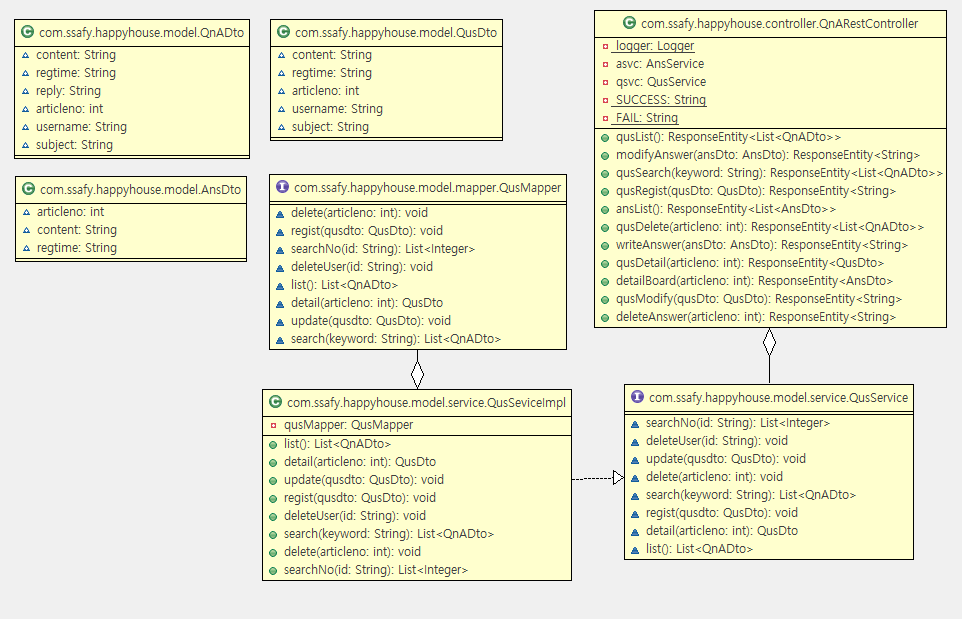 com.ssafy.happyhouse.model.QnADto
content: String
regtime: String
reply: String
articleno: int
username: String
subject: String
com.ssafy.happyhouse.model.QusDto
content: String
regtime: String
articleno: int
username: String
subject: String
com.ssafy.happyhouse.controller.QnARestController
logger: Logger
asvc: AnsService
qsvc: QusService
SUCCESS: String
FAIL: String
qusList(): ResponseEntity<List<QnADto>>
modifyAnswer(ansDto: AnsDto): ResponseEntity<String>
qusSearch(keyword: String): ResponseEntity<List<QnADto>>
qusRegist(qusDto: QusDto): ResponseEntity<String>
ansList(): ResponseEntity<List<AnsDto>>
qusDelete(articleno: int): ResponseEntity<List<QnADto>>
writeAnswer(ansDto: AnsDto): ResponseEntity<String>
qusDetail(articleno: int): ResponseEntity<QusDto>
detailBoard(articleno: int): ResponseEntity<AnsDto>
qusModify(qusDto: QusDto): ResponseEntity<String>
deleteAnswer(articleno: int): ResponseEntity<String>
com.ssafy.happyhouse.model.AnsDto
articleno: int
content: String
regtime: String
com.ssafy.happyhouse.model.mapper.QusMapper
delete(articleno: int): void
regist(qusdto: QusDto): void
searchNo(id: String): List<Integer>
deleteUser(id: String): void
list(): List<QnADto>
detail(articleno: int): QusDto
update(qusdto: QusDto): void
search(keyword: String): List<QnADto>
com.ssafy.happyhouse.model.service.QusSeviceImpl
qusMapper: QusMapper
list(): List<QnADto>
detail(articleno: int): QusDto
update(qusdto: QusDto): void
regist(qusdto: QusDto): void
deleteUser(id: String): void
search(keyword: String): List<QnADto>
delete(articleno: int): void
searchNo(id: String): List<Integer>
com.ssafy.happyhouse.model.service.QusService
searchNo(id: String): List<Integer>
deleteUser(id: String): void
update(qusdto: QusDto): void
delete(articleno: int): void
search(keyword: String): List<QnADto>
regist(qusdto: QusDto): void
detail(articleno: int): QusDto
list(): List<QnADto>